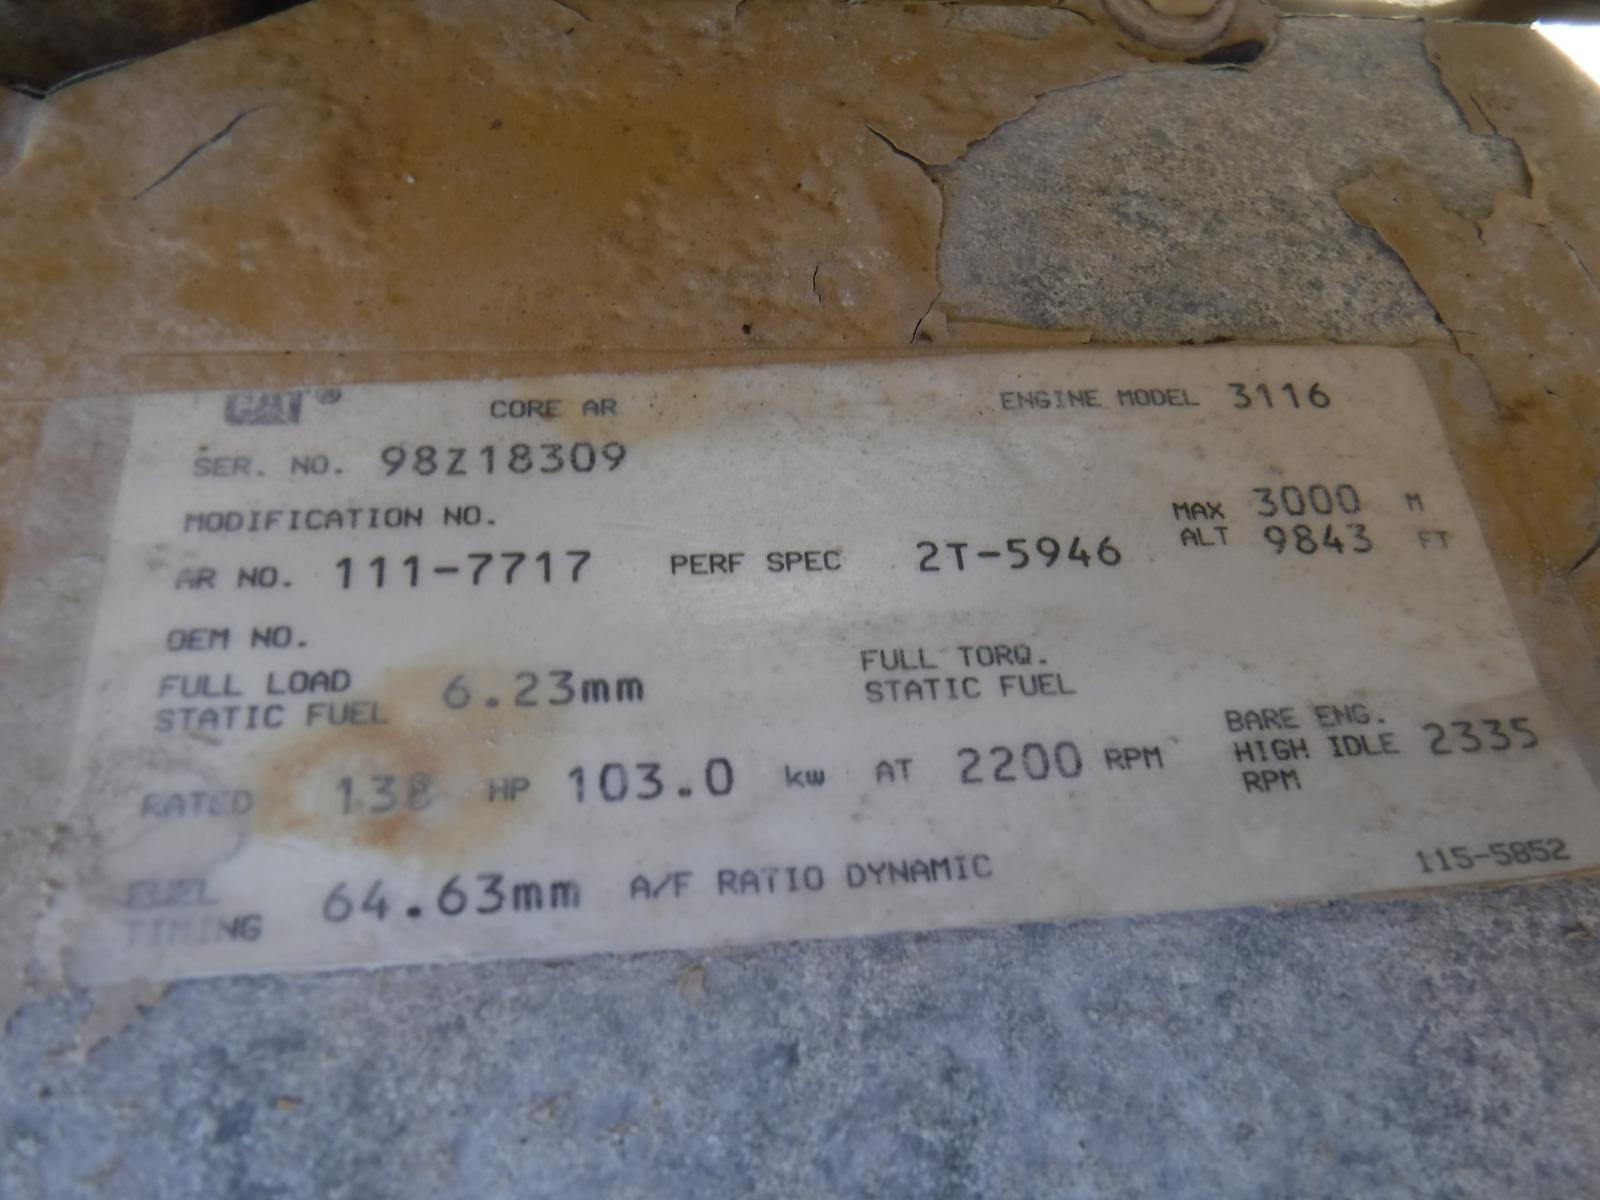 CAT® CORE AR ENGINE MODEL 3116
SER. NO. 98Z18309
MODIFICATION NO.
MAX ALT 3000 M 9843 FT
AR NO. 111-7717 PERF SPEC 2T-5946
OEM NO.
FULL LOAD STATIC FUEL 6.23mm
FULL TORQ. STATIC FUEL
RATED 138 HP 103.0 kw AT 2200 RPM
BARE ENG. HIGH IDLE RPM 2335
FUEL TIMING 64.63mm A/F RATIO DYNAMIC
115-5852